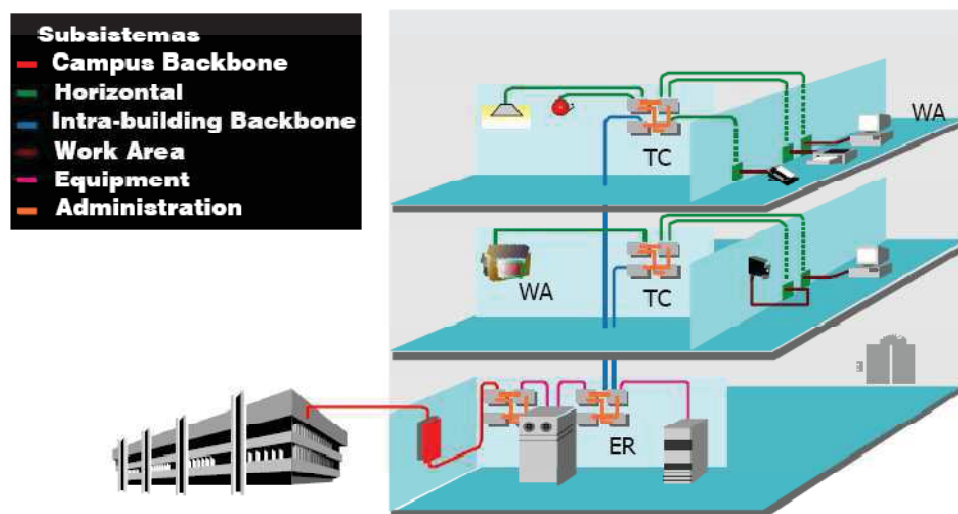 Subsistemas
Campus Backbone
Horizontal
Intra-building Backbone
Work Area
Equipment
Administration
WA
TC
WA
TC
ER